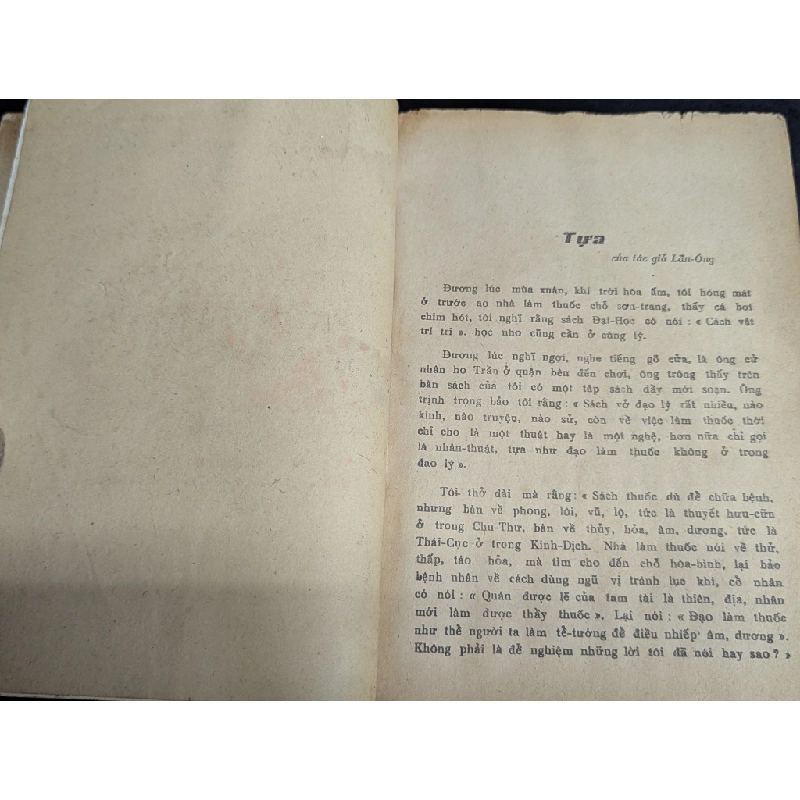 Tựa
của tác giả Lãn-Ông
Đương lúc mùa xuân, khi trời hòa ấm, tôi hóng mát
ở trước ao nhà làm thuốc chỗ sơn-trang, thấy cá bơi
chim hót, tôi nghĩ rằng sách Đại-Học có nói : « Cách vật
trí tri ». học nho cũng cần ở cùng lý.
Đương lúc nghĩ ngơi, nghe tiếng gõ cửa, là ông cử
nhân họ Trần ở quận bên đến chơi, ông trông thấy trên
bàn sách của tôi có một tập sách đầy mới soạn. Ông
trịnh trọng bảo tôi rằng : « Sách vở đạo lý rất nhiều, nào
kinh, nào truyện, nào sử, còn về việc làm thuốc thời
chỉ cho là một thuật hay là một nghệ, hơn nữa chỉ gọi
là nhân-thuật, tựa như đạo làm thuốc không ở trong
đạo lý ».
Tôi thở dài mà rằng : « Sách thuốc dù để chữa bệnh,
nhưng bàn về phong, lôi, vũ, lộ, tức là thuyết hưu-cữu
ở trong Chu-Thư, bàn về thủy, hỏa, âm, dương, tức là
Thái-Cực ở trong Kinh-Dịch. Nhà làm thuốc nói về thử,
thấp, táo hỏa, mà tìm cho đến chỗ hòa-bình, lại bảo
bệnh nhân về cách dùng ngũ vị tránh lục khí, cổ nhân
có nói : « Quán được lẽ của tam tài là thiên, địa, nhân
mới làm được thầy thuốc ». Lại nói : « Đạo làm thuốc
như thể người ta làm tể-tướng để điều nhiếp âm, dương ».
Không phải là để nghiệm những lời tôi đã nói hay sao ? »